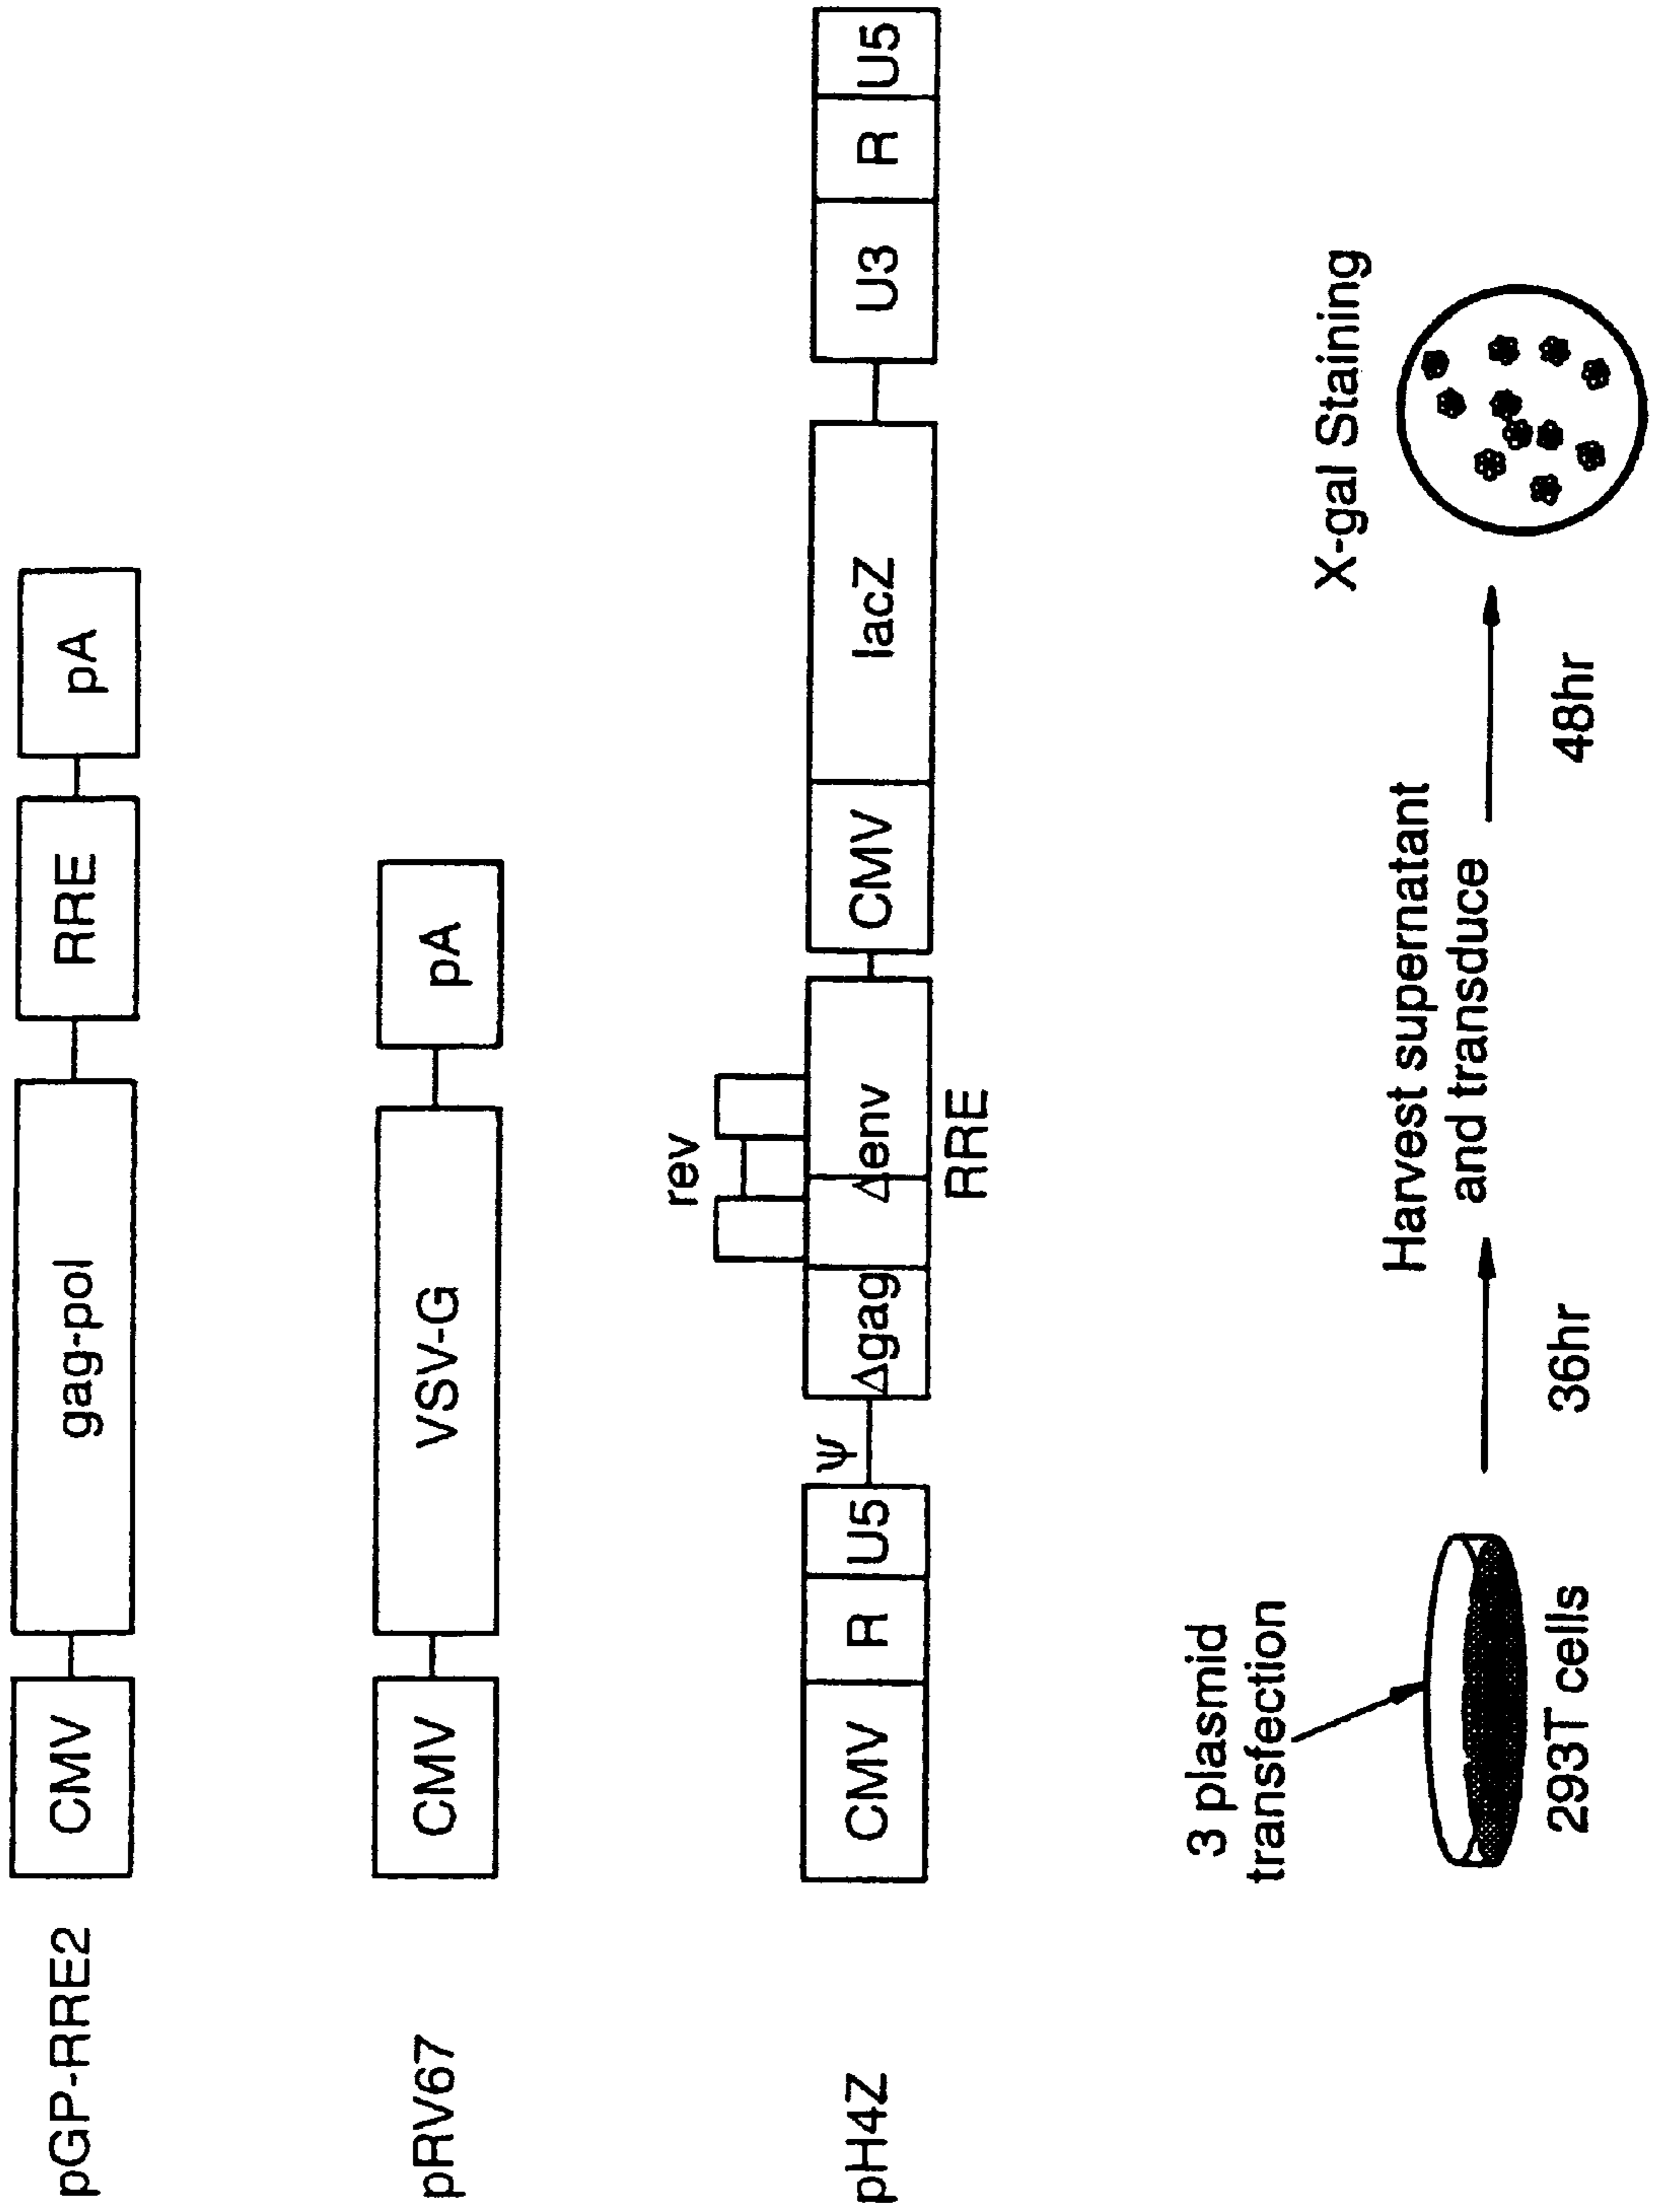 pGP-RRE2
CMV
gag-pol
RRE
pA
pRV67
CMV
VSV-G
pA
pH4Z
CMV
R
U5
Ψ
Δgag
rev
Δenv
RRE
CMV
lacZ
U3
R
U5
3 plasmid
transfection
293T cells
36hr
Harvest supernatant
and transduce
48hr
X-gal Staining